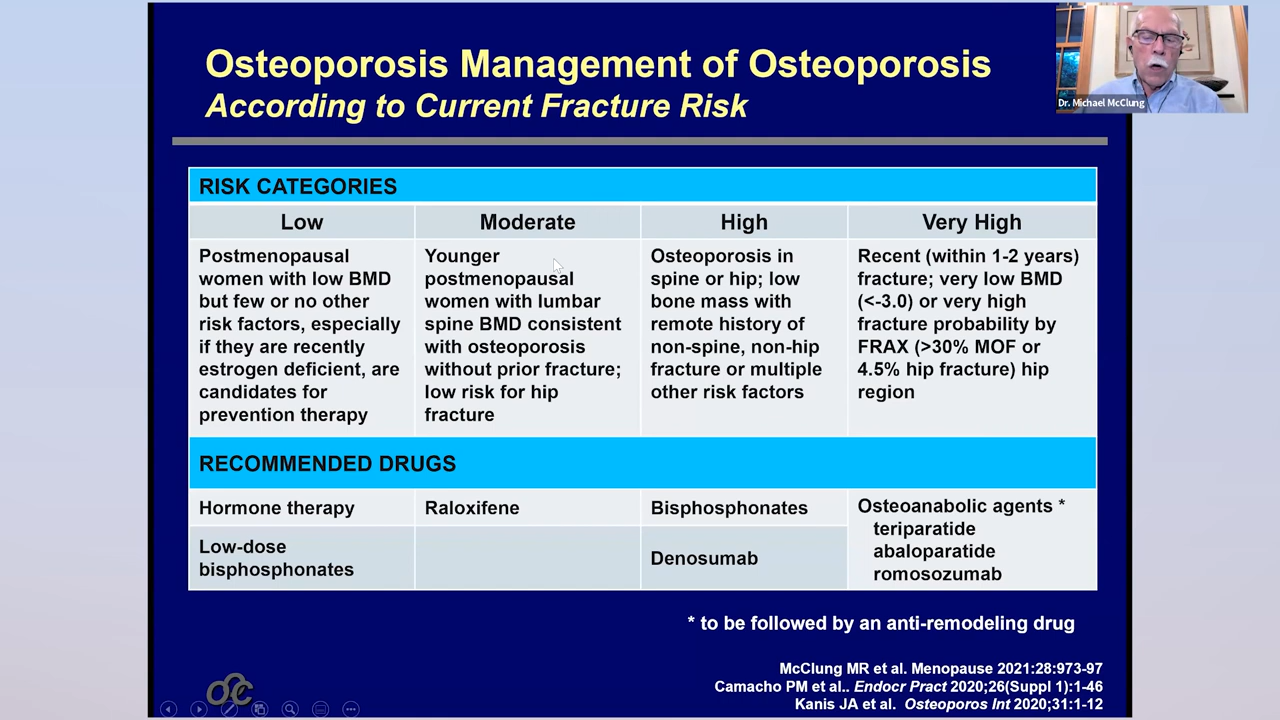 Osteoporosis Management of Osteoporosis
According to Current Fracture Risk
Dr. Michael McClung
RISK CATEGORIES
Low
Moderate
High
Very High
Postmenopausal
women with low BMD
but few or no other
risk factors, especially
if they are recently
estrogen deficient, are
candidates for
prevention therapy
Younger
postmenopausal
women with lumbar
spine BMD consistent
with osteoporosis
without prior fracture;
low risk for hip
fracture
Osteoporosis in
spine or hip; low
bone mass with
remote history of
non-spine, non-hip
fracture or multiple
other risk factors
Recent (within 1-2 years)
fracture; very low BMD
(<-3.0) or very high
fracture probability by
FRAX (>30% MOF or
4.5% hip fracture) hip
region
RECOMMENDED DRUGS
Hormone therapy
Raloxifene
Bisphosphonates
Osteoanabolic agents *
teriparatide
abaloparatide
romosozumab
Low-dose
bisphosphonates
Denosumab
* to be followed by an anti-remodeling drug
McClung MR et al. Menopause 2021:28:973-97
Camacho PM et al.. Endocr Pract 2020;26(Suppl 1):1-46
Kanis JA et al. Osteoporos Int 2020;31:1-12